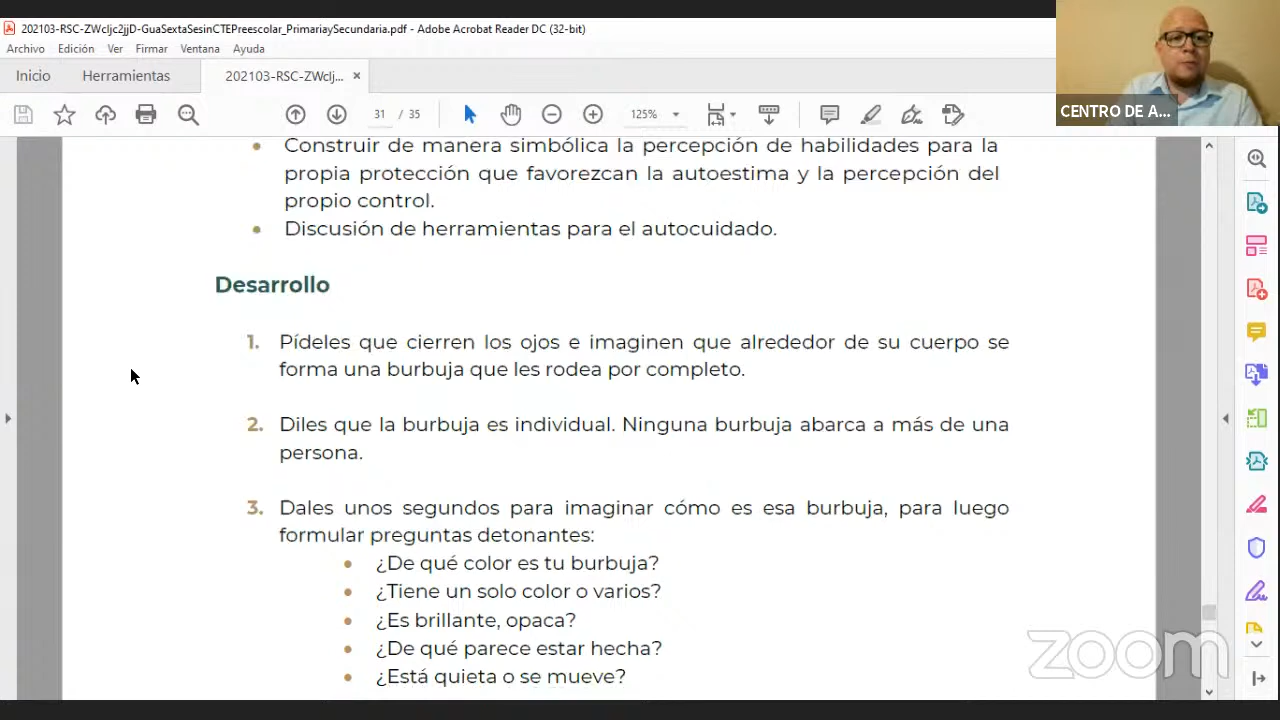 202103-RSC-ZWcIjc2jjD-GuaSextaSesinCTEPreescolar_PrimariaySecundaria.pdf - Adobe Acrobat Reader DC (32-bit)
Archivo Edición Ver Firmar Ventana Ayuda
Inicio Herramientas 202103-RSC-ZWclj... ×
31 / 35 125%
CENTRO DE A...
Construir de manera simbólica la percepción de habilidades para la
propia protección que favorezcan la autoestima y la percepción del
propio control.
Discusión de herramientas para el autocuidado.
Desarrollo
1. Pídeles que cierren los ojos e imaginen que alrededor de su cuerpo se
forma una burbuja que les rodea por completo.
2. Diles que la burbuja es individual. Ninguna burbuja abarca a más de una
persona.
3. Dales unos segundos para imaginar cómo es esa burbuja, para luego
formular preguntas detonantes:
¿De qué color es tu burbuja?
¿Tiene un solo color o varios?
¿Es brillante, opaca?
¿De qué parece estar hecha?
¿Está quieta o se mueve?
zoom